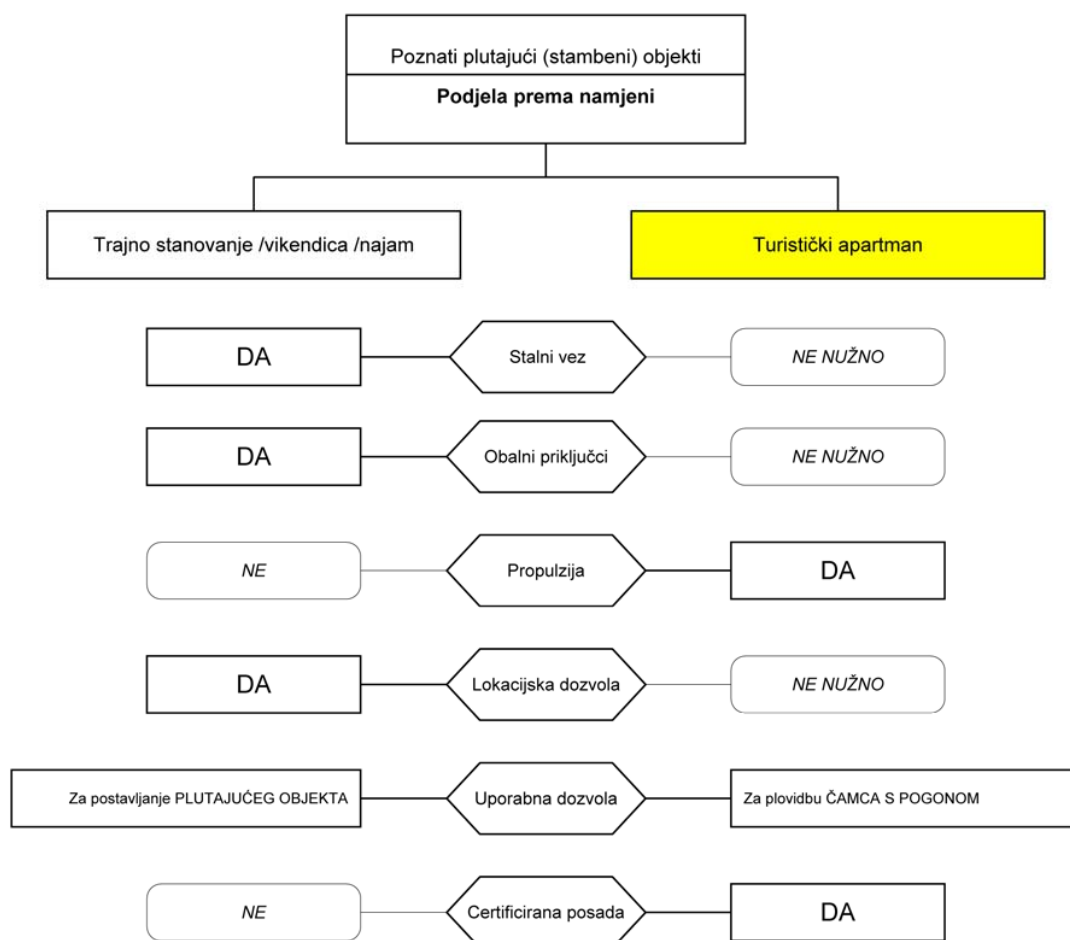 Poznati plutajući (stambeni) objekti
Podjela prema namjeni
Trajno stanovanje /vikendica /najam
Turistički apartman
DA
Stalni vez
NE NUŽNO
DA
Obalni priključci
NE NUŽNO
NE
Propulzija
DA
DA
Lokacijska dozvola
NE NUŽNO
Za postavljanje PLUTAJUĆEG OBJEKTA
Uporabna dozvola
Za plovidbu ČAMCA S POGONOM
NE
Certificirana posada
DA